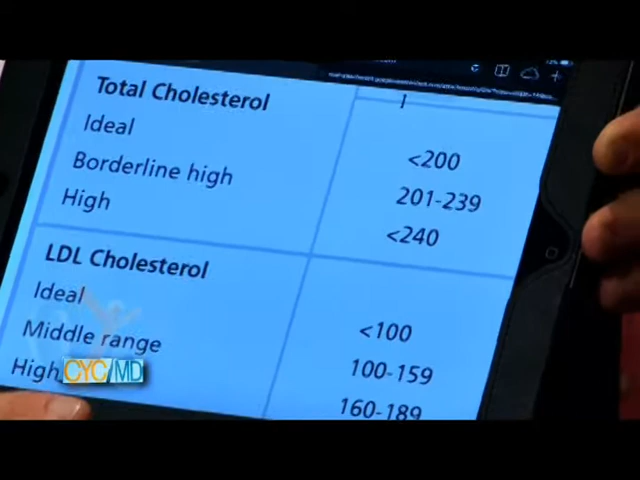 Total Cholesterol
Ideal <200
Borderline high 201-239
High <240
LDL Cholesterol
Ideal <100
Middle range 100-159
High 160-189
CYC/MD